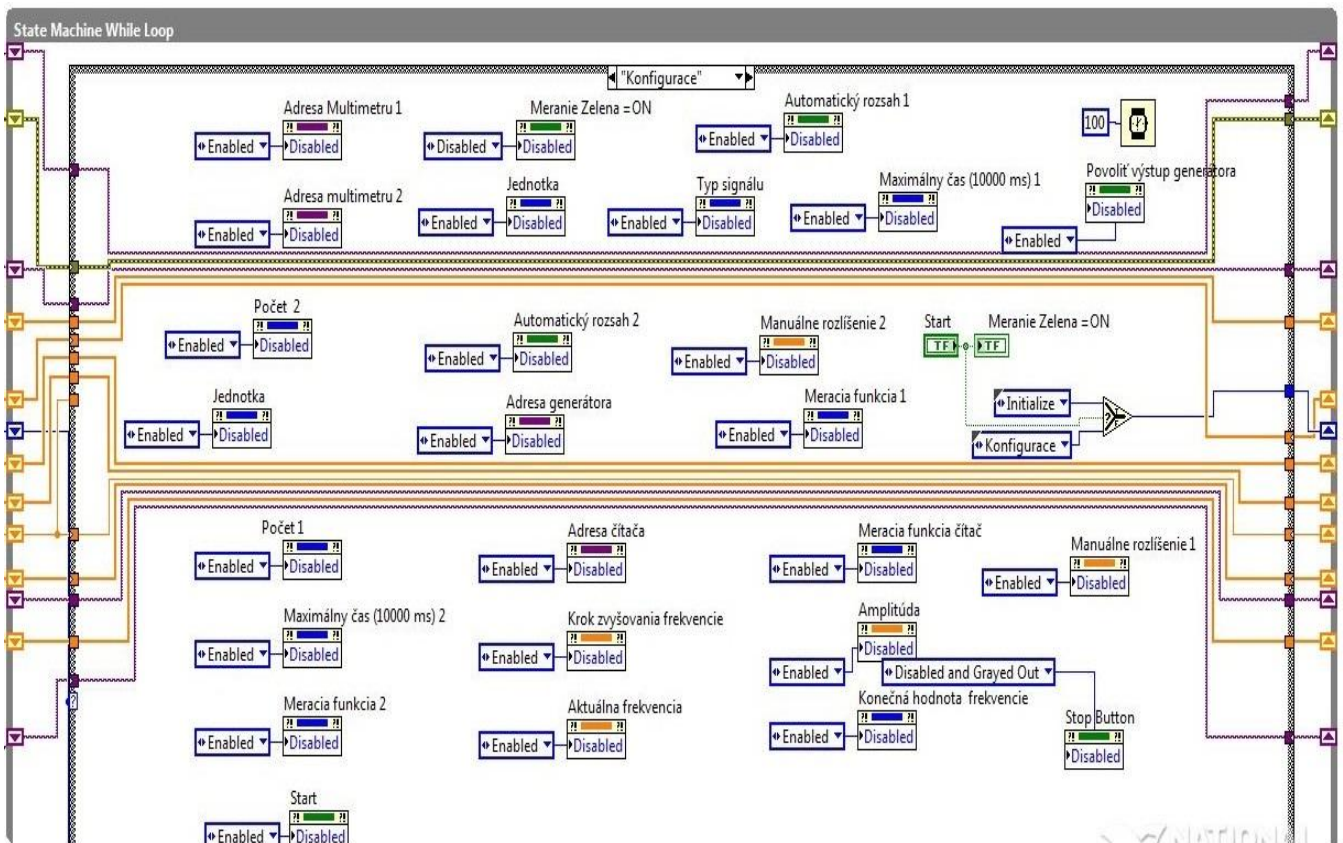 State Machine While Loop
"Konfigurace"
Adresa Multimetru 1
Enabled
Disabled
Meranie Zelena =ON
Disabled
Disabled
Automatický rozsah 1
Enabled
Disabled
100
Adresa multimetru 2
Enabled
Disabled
Jednotka
Enabled
Disabled
Typ signálu
Enabled
Disabled
Maximálny čas (10000 ms) 1
Enabled
Disabled
Povoliť výstup generátora
Disabled
Enabled
Počet 2
Enabled
Disabled
Automatický rozsah 2
Enabled
Disabled
Manuálne rozlíšenie 2
Enabled
Disabled
Start
TF
Meranie Zelena =ON
TF
Jednotka
Enabled
Disabled
Adresa generátora
Enabled
Disabled
Meracia funkcia 1
Enabled
Disabled
Initialize
Konfigurace
Počet 1
Enabled
Disabled
Adresa čítača
Enabled
Disabled
Meracia funkcia čítač
Enabled
Disabled
Manuálne rozlíšenie 1
Enabled
Disabled
Maximálny čas (10000 ms) 2
Enabled
Disabled
Krok zvyšovania frekvencie
Enabled
Disabled
Amplitúda
Disabled
Enabled
Disabled and Grayed Out
Meracia funkcia 2
Enabled
Disabled
Aktuálna frekvencia
Enabled
Disabled
Konečná hodnota frekvencie
Enabled
Disabled
Stop Button
Disabled
Start
Enabled
Disabled
NATIONAL